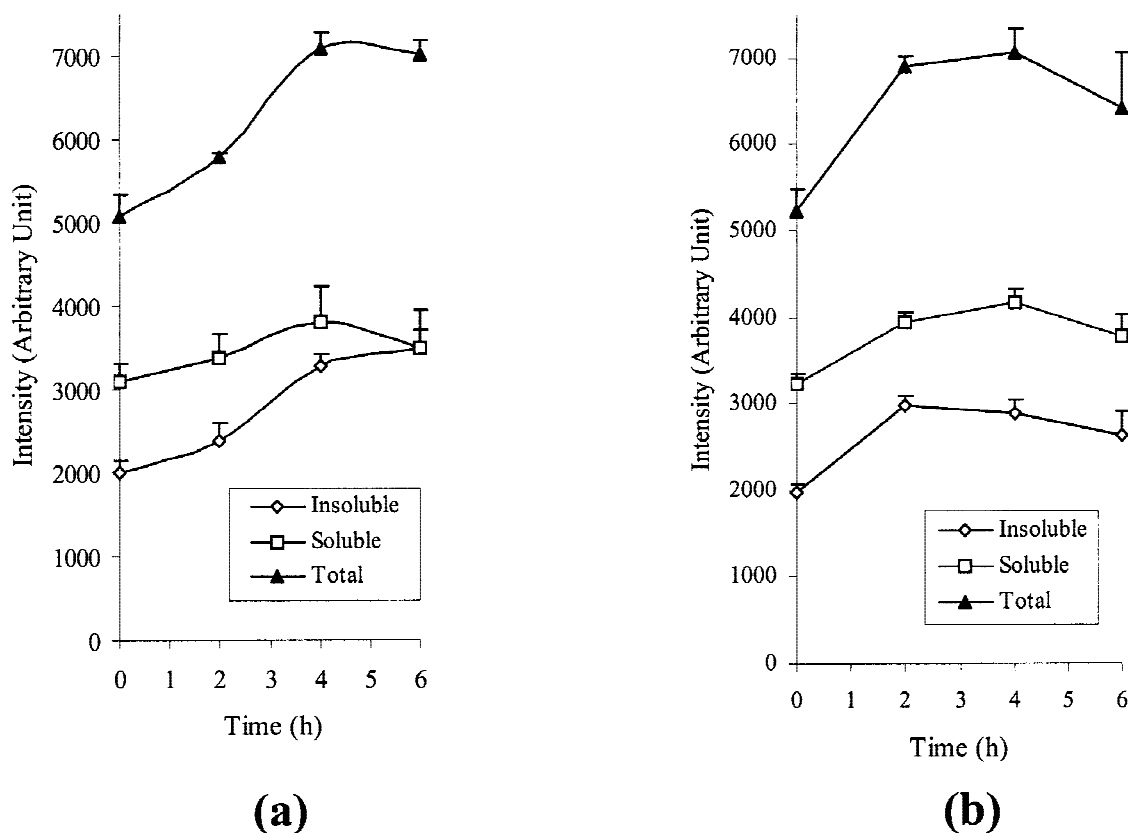 Intensity (Arbitrary Unit)
7000
6000
5000
4000
3000
2000
1000
0
Insoluble
Soluble
Total
0 1 2 3 4 5 6
Time (h)
(a)
Intensity (Arbitrary Unit)
7000
6000
5000
4000
3000
2000
1000
0
Insoluble
Soluble
Total
0 1 2 3 4 5 6
Time (h)
(b)